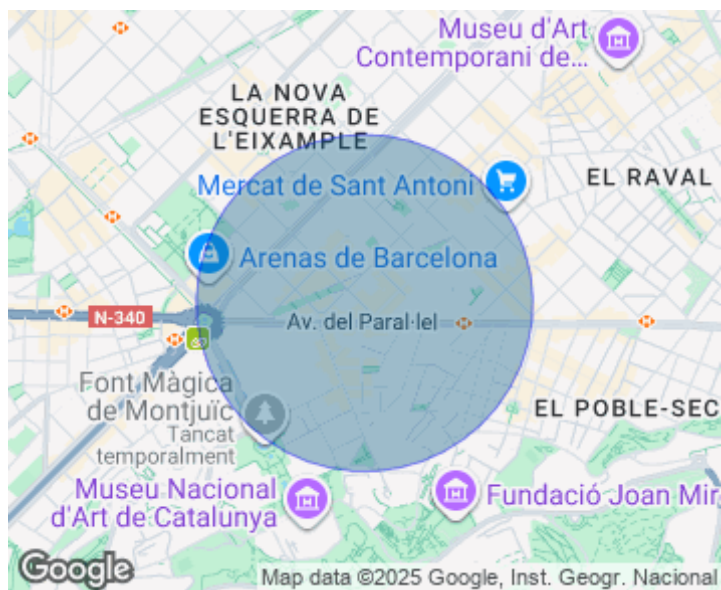 Museu d'Art
Contemporani de...
LA NOVA
ESQUERRA DE
L'EIXAMPLE
Mercat de Sant Antoni
EL RAVAL
Arenas de Barcelona
N-340
Av. del Paral·lel
Font Màgica
de Montjuïc
Tancat
temporalment
EL POBLE-SEC
Museu Nacional
d'Art de Catalunya
Fundació Joan Mir
Google
Map data ©2025 Google, Inst. Geogr. Nacional